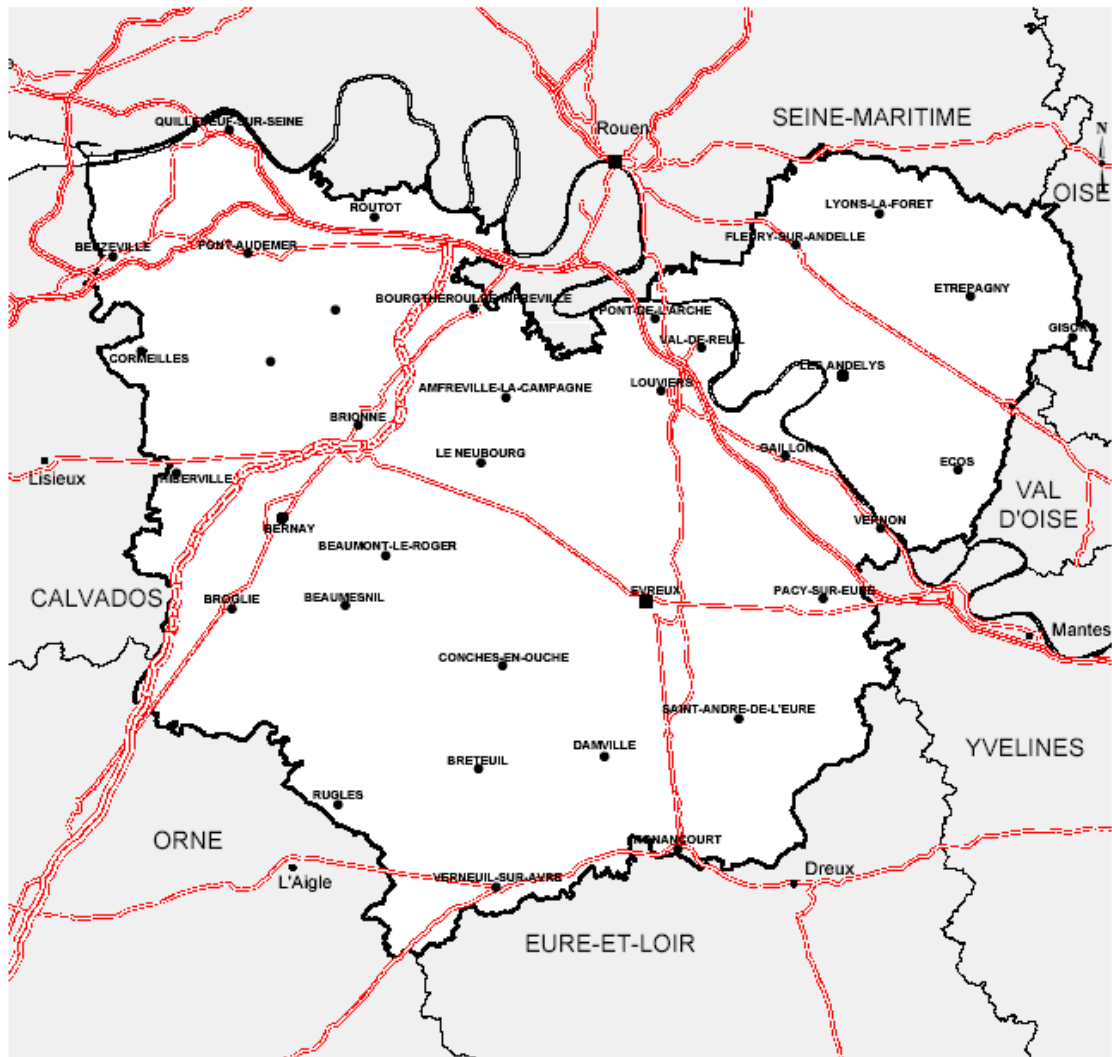 QUILLEBEUF-SUR-SEINE
SEINE-MARITIME
Rouen
N
OISE
ROUTOT
LYONS-LA-FORET
BEUZEVILLE
PONT-AUDEMER
FLEURY-SUR-ANDELLE
ETREPAGNY
BOURGTHEROULDE-INFREVILLE
PONT-DE-L'ARCHE
GISORS
CORMEILLES
VAL-DE-REUIL
LES ANDELYS
AMFREVILLE-LA-CAMPAGNE
LOUVIERS
BRIONNE
LE NEUBOURG
GAILLON
ECOS
Lisieux
THIBERVILLE
VAL
D'OISE
BERNAY
VERNON
BEAUMONT-LE-ROGER
CALVADOS
BROGLIE
BEAUMESNIL
EVREUX
PACY-SUR-EURE
Mantes
CONCHES-EN-OUCHE
SAINT-ANDRE-DE-L'EURE
DAMVILLE
YVELINES
BRETEUIL
RUGLES
ORNE
NONANCOURT
L'Aigle
VERNEUIL-SUR-AVRE
Dreux
EURE-ET-LOIR